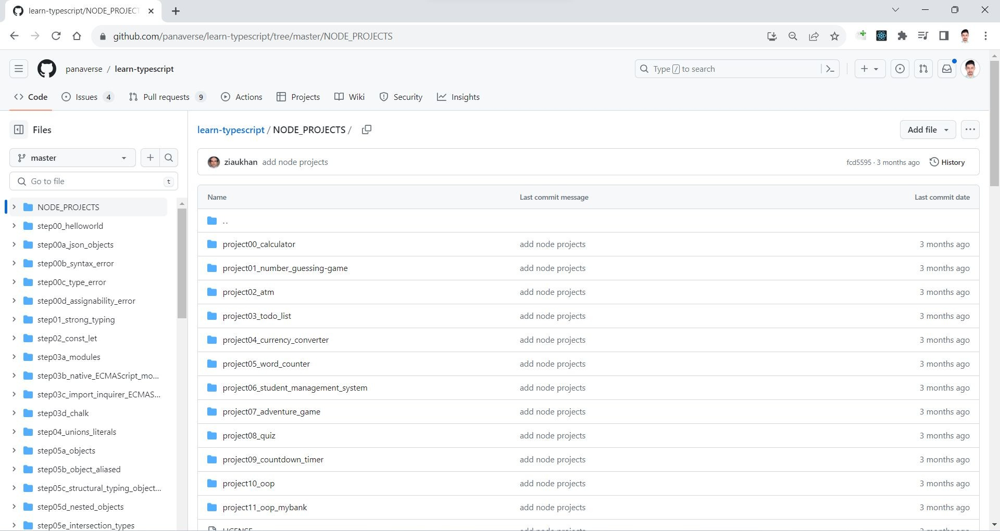 learn-typescript/NODE_PROJECT
github.com/panaverse/learn-typescript/tree/master/NODE_PROJECTS
panaverse / learn-typescript
Type / to search
Code
Issues 4
Pull requests 9
Actions
Projects
Wiki
Security
Insights
Files
master
Go to file t
NODE_PROJECTS
step00_helloworld
step00a_json_objects
step00b_syntax_error
step00c_type_error
step00d_assignability_error
step01_strong_typing
step02_const_let
step03a_modules
step03b_native_ECMAScript_mo...
step03c_import_inquirer_ECMAS...
step03d_chalk
step04_unions_literals
step05a_objects
step05b_object_aliased
step05c_structural_typing_object...
step05d_nested_objects
step05e_intersection_types
learn-typescript / NODE_PROJECTS /
Add file
ziaukhan add node projects
fcd5595 · 3 months ago
History
Name Last commit message Last commit date
..
project00_calculator add node projects 3 months ago
project01_number_guessing-game add node projects 3 months ago
project02_atm add node projects 3 months ago
project03_todo_list add node projects 3 months ago
project04_currency_converter add node projects 3 months ago
project05_word_counter add node projects 3 months ago
project06_student_management_system add node projects 3 months ago
project07_adventure_game add node projects 3 months ago
project08_quiz add node projects 3 months ago
project09_countdown_timer add node projects 3 months ago
project10_oop add node projects 3 months ago
project11_oop_mybank add node projects 3 months ago
LICENSE add node projects 3 months ago